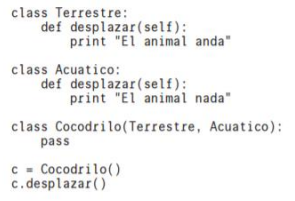 class Terrestre:
    def desplazar(self):
        print "El animal anda"

class Acuatico:
    def desplazar(self):
        print "El animal nada"

class Cocodrilo(Terrestre, Acuatico):
    pass

c = Cocodrilo()
c.desplazar()